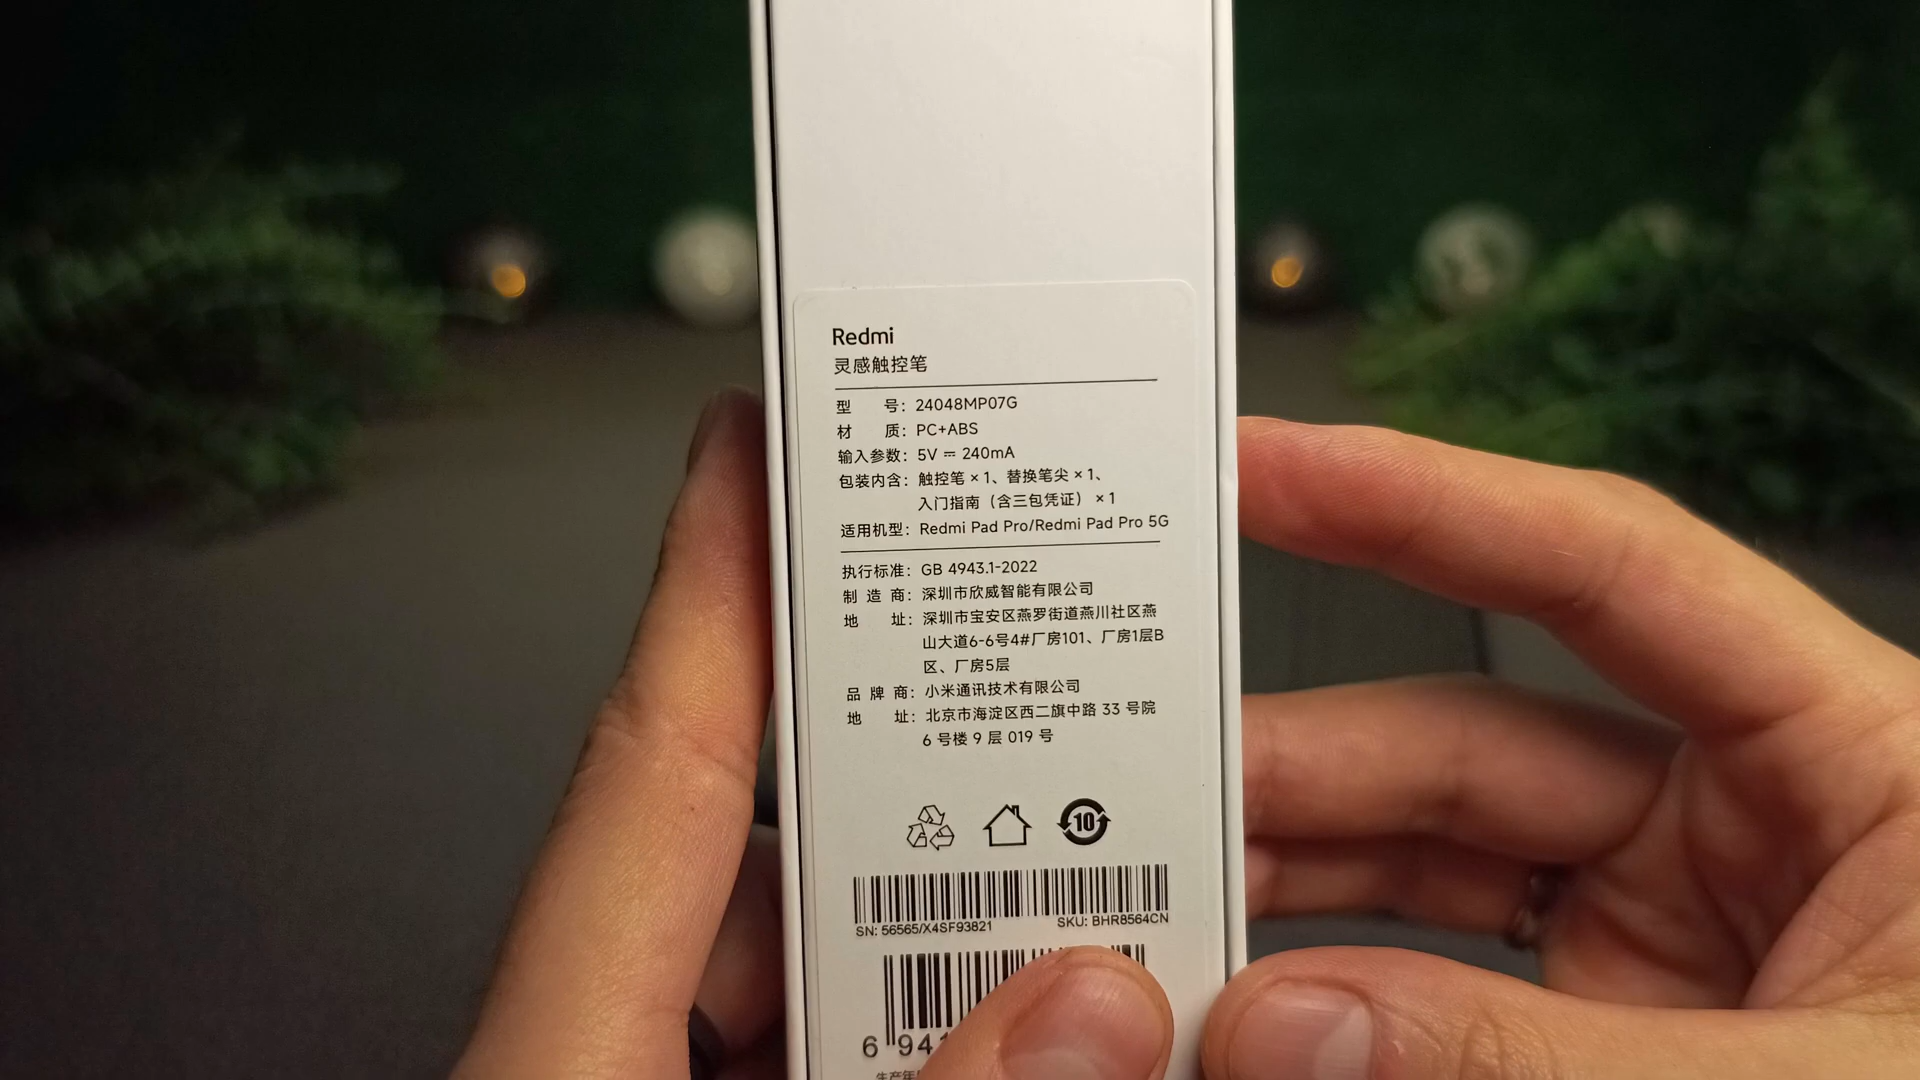 Redmi
灵感触控笔
型 号：24048MP07G
材 质：PC+ABS
输入参数：5V ⎓ 240mA
包装内含：触控笔 × 1、替换笔尖 × 1、
入门指南（含三包凭证） × 1
适用机型：Redmi Pad Pro/Redmi Pad Pro 5G
执行标准：GB 4943.1-2022
制 造 商：深圳市欣威智能有限公司
地 址：深圳市宝安区燕罗街道燕川社区燕
山大道6-6号4#厂房101、厂房1层B
区、厂房5层
品 牌 商：小米通讯技术有限公司
地 址：北京市海淀区西二旗中路 33 号院
6 号楼 9 层 019 号
10
SN: 56565/X4SF93821 SKU: BHR8564CN
6 941
生产年